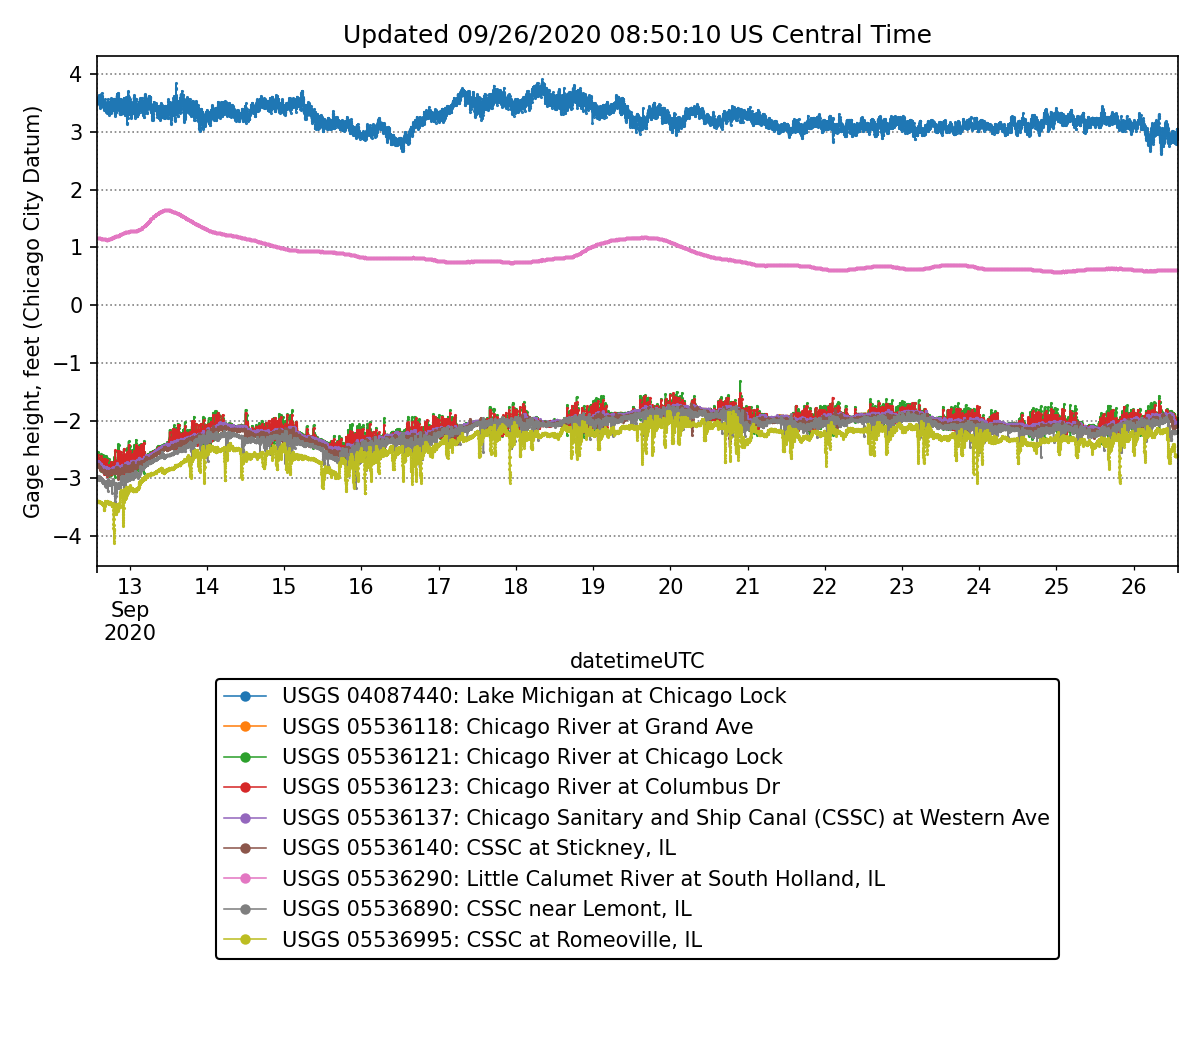 Updated 09/26/2020 08:50:10 US Central Time
Gage height, feet (Chicago City Datum)
4
3
2
1
0
−1
−2
−3
−4
13 14 15 16 17 18 19 20 21 22 23 24 25 26
Sep
2020
datetimeUTC
USGS 04087440: Lake Michigan at Chicago Lock
USGS 05536118: Chicago River at Grand Ave
USGS 05536121: Chicago River at Chicago Lock
USGS 05536123: Chicago River at Columbus Dr
USGS 05536137: Chicago Sanitary and Ship Canal (CSSC) at Western Ave
USGS 05536140: CSSC at Stickney, IL
USGS 05536290: Little Calumet River at South Holland, IL
USGS 05536890: CSSC near Lemont, IL
USGS 05536995: CSSC at Romeoville, IL